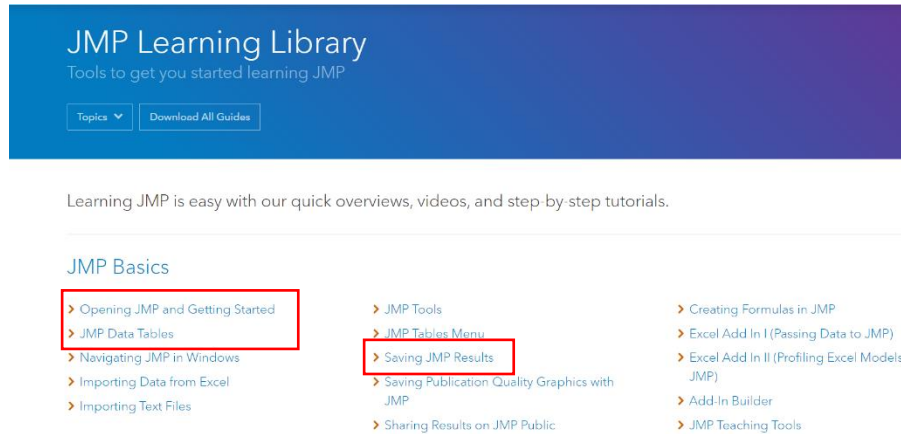 JMP Learning Library
Tools to get you started learning JMP
Topics
Download All Guides
Learning JMP is easy with our quick overviews, videos, and step-by-step tutorials.
JMP Basics
Opening JMP and Getting Started
JMP Data Tables
Navigating JMP in Windows
Importing Data from Excel
Importing Text Files
JMP Tools
JMP Tables Menu
Saving JMP Results
Saving Publication Quality Graphics with
JMP
Sharing Results on JMP Public
Creating Formulas in JMP
Excel Add In I (Passing Data to JMP)
Excel Add In II (Profiling Excel Models
JMP)
Add-In Builder
JMP Teaching Tools